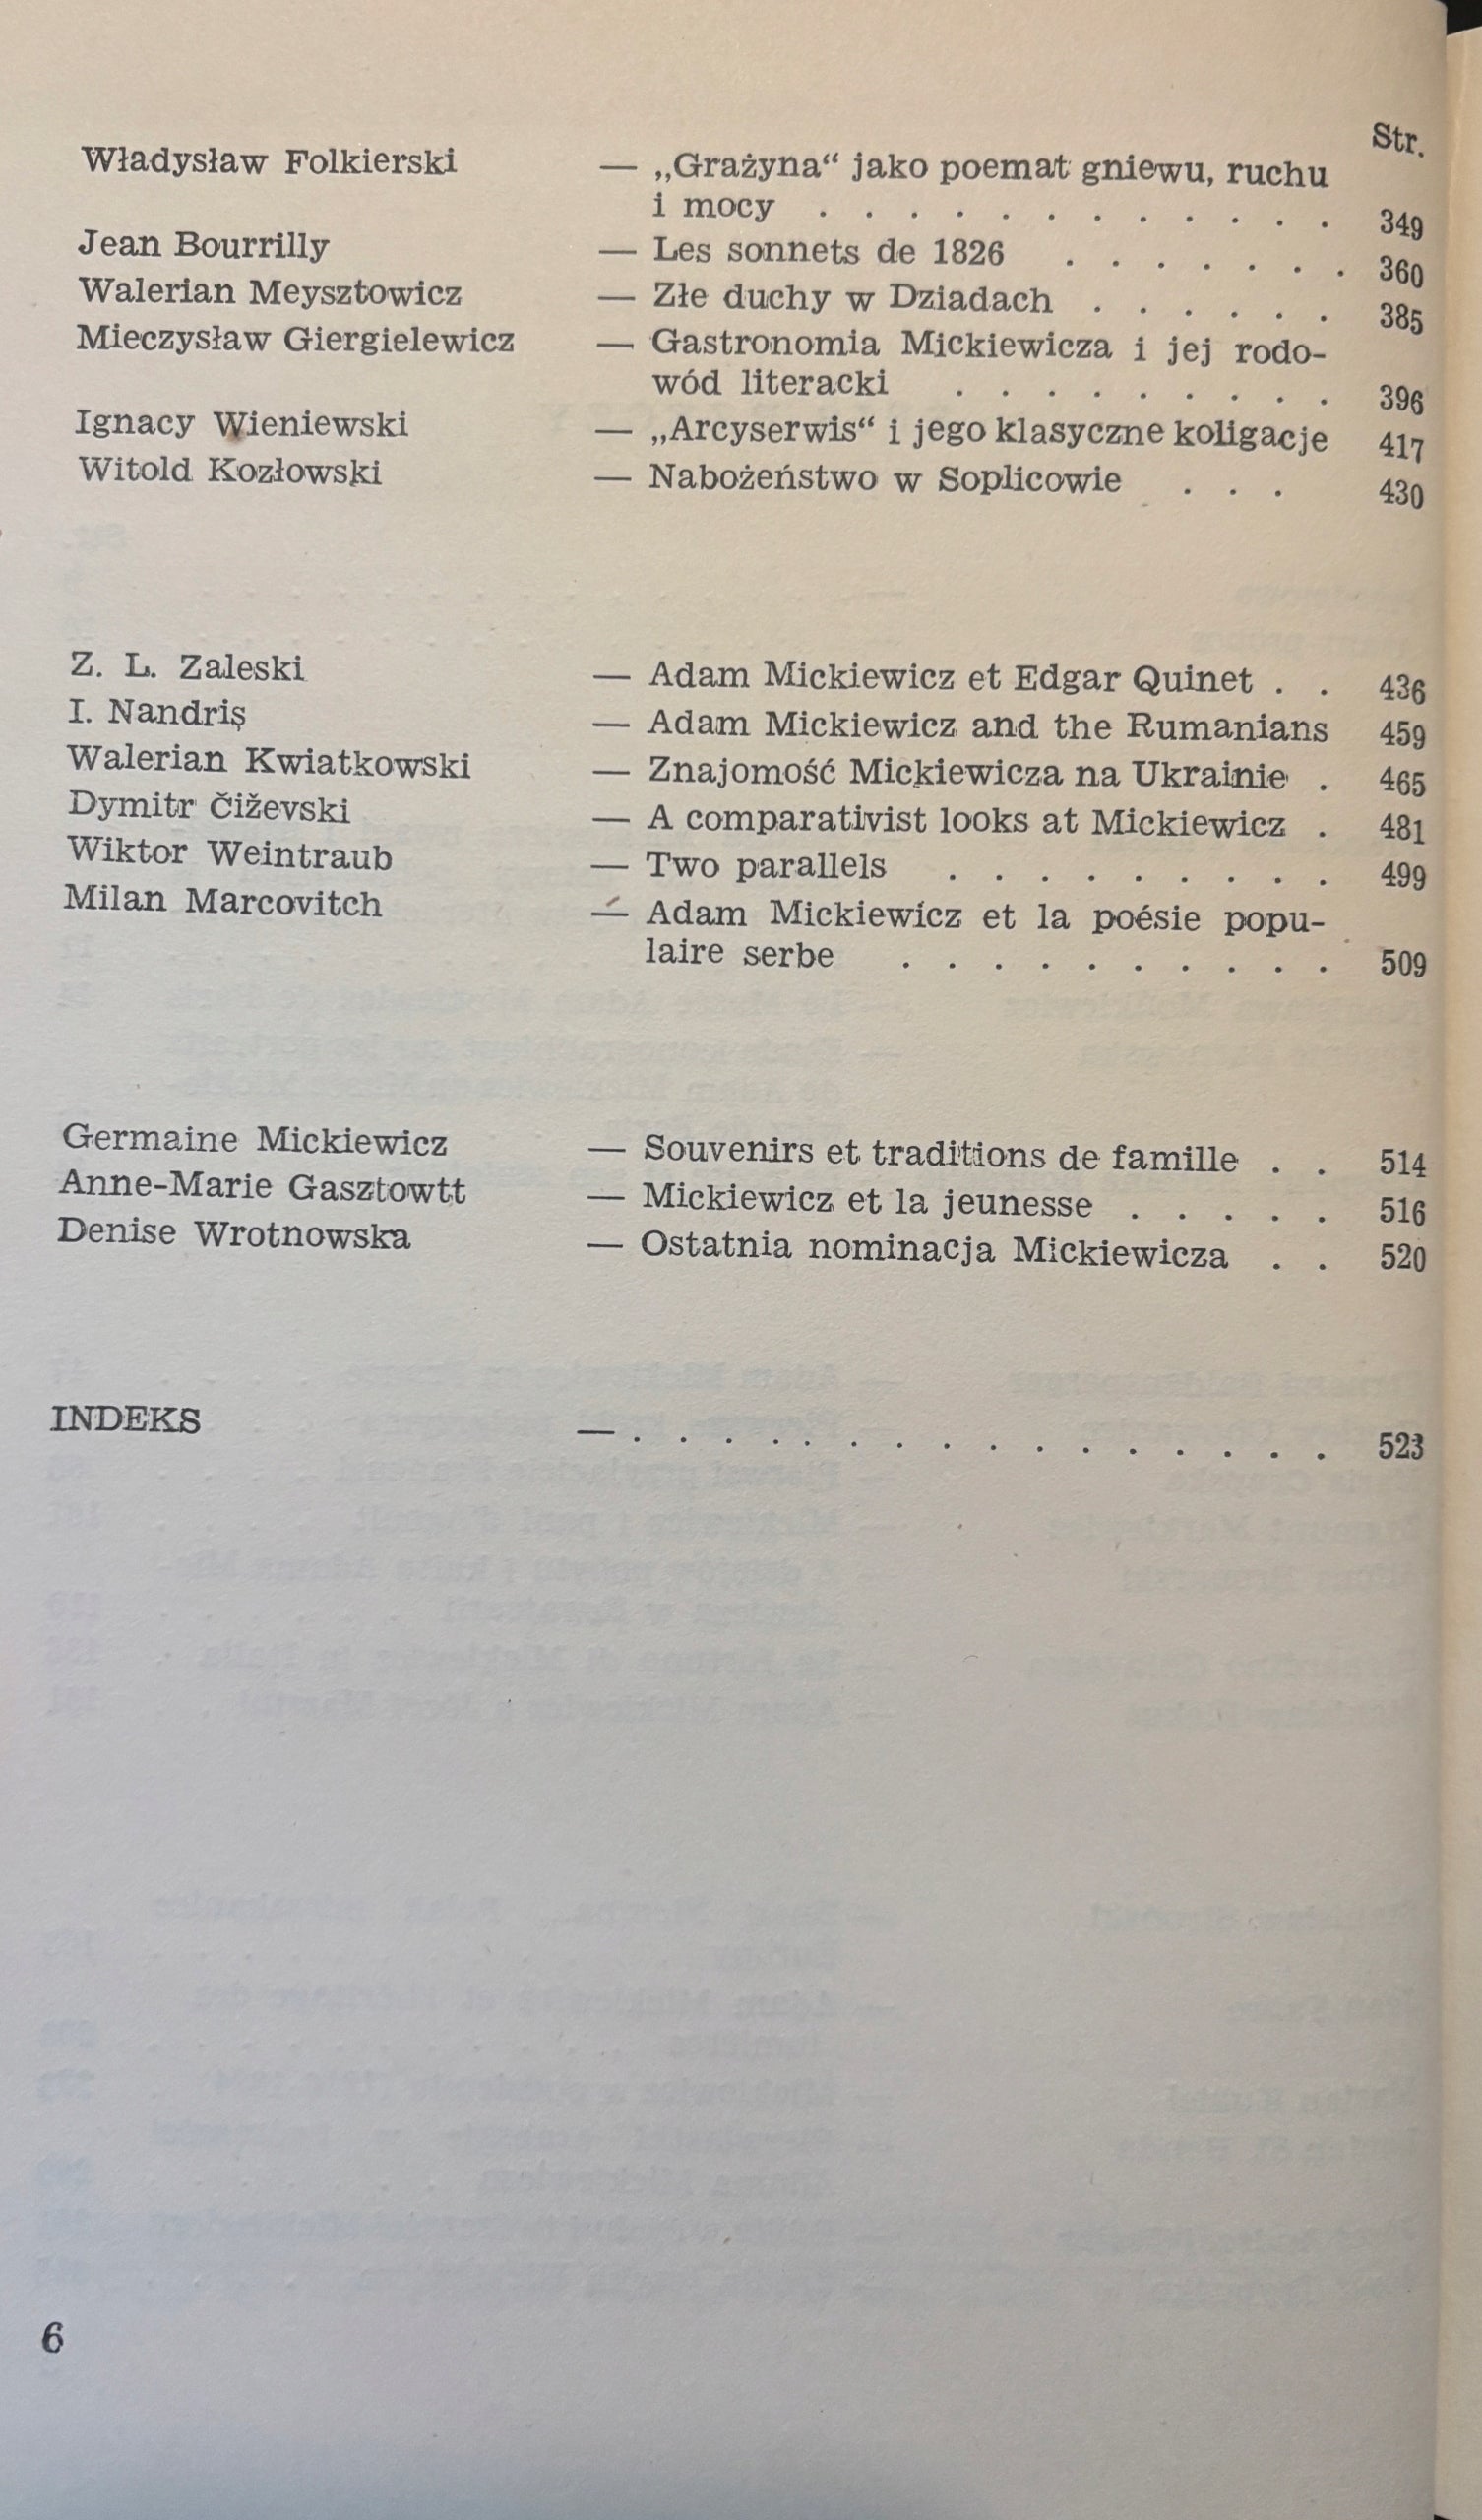 Str.
Władysław Folkierski — „Grażyna“ jako poemat gniewu, ruchu
i mocy . . . . . . . . . . . . 349
Jean Bourrilly — Les sonnets de 1826 . . . . . . . 360
Walerian Meysztowicz — Złe duchy w Dziadach . . . . . . 385
Mieczysław Giergielewicz — Gastronomia Mickiewicza i jej rodo-
wód literacki . . . . . . . . . 396
Ignacy Wieniewski — „Arcyserwis“ i jego klasyczne koligacje 417
Witold Kozłowski — Nabożeństwo w Soplicowie . . . 430
Z. L. Zaleski — Adam Mickiewicz et Edgar Quinet . . 436
I. Nandriş — Adam Mickiewicz and the Rumanians 459
Walerian Kwiatkowski — Znajomość Mickiewicza na Ukrainie . 465
Dymitr Čiževski — A comparativist looks at Mickiewicz . 481
Wiktor Weintraub — Two parallels . . . . . . . . . 499
Milan Marcovitch — Adam Mickiewicz et la poésie popu-
laire serbe . . . . . . . . . . 509
Germaine Mickiewicz — Souvenirs et traditions de famille . . 514
Anne-Marie Gasztowtt — Mickiewicz et la jeunesse . . . . . 516
Denise Wrotnowska — Ostatnia nominacja Mickiewicza . . 520
INDEKS — . . . . . . . . . . . . . . . . 523
6